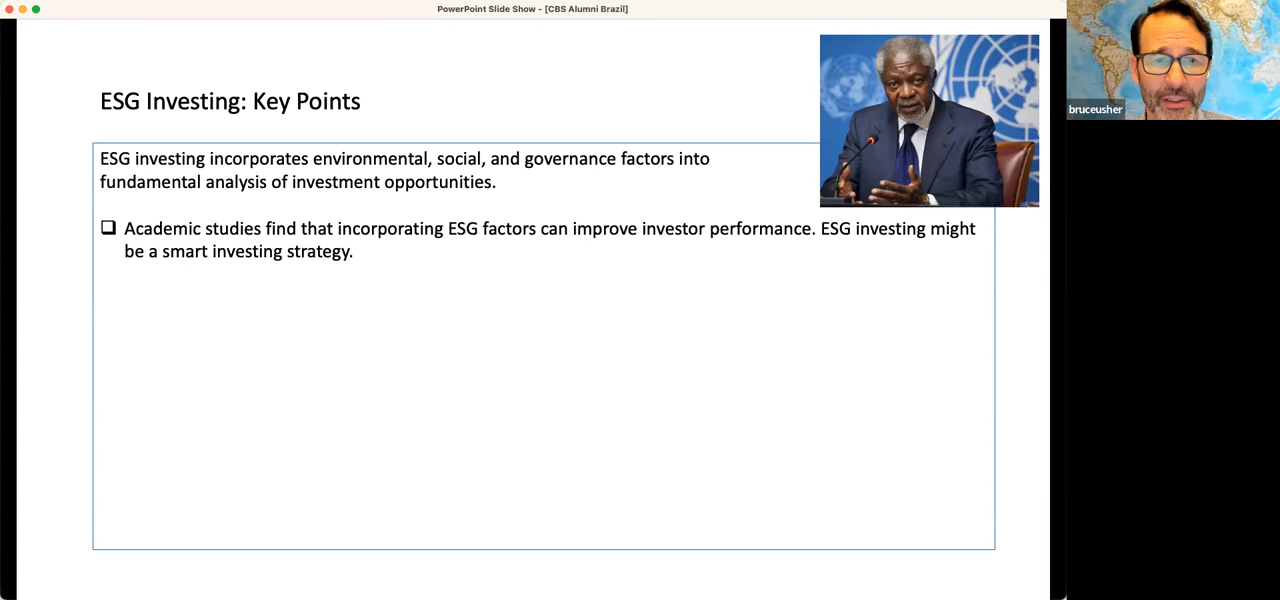 PowerPoint Slide Show - [CBS Alumni Brazil]
ESG Investing: Key Points
ESG investing incorporates environmental, social, and governance factors into
fundamental analysis of investment opportunities.
Academic studies find that incorporating ESG factors can improve investor performance. ESG investing might
be a smart investing strategy.
bruceusher